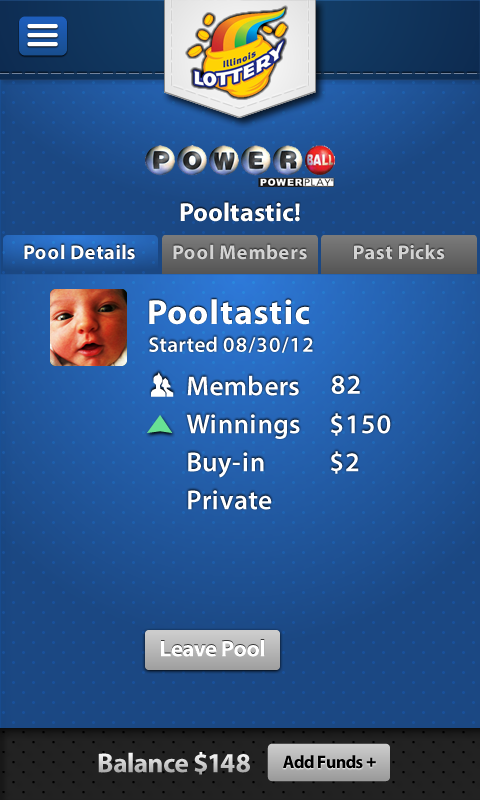 Illinois
LOTTERY
POWERBALL
POWERPLAY
Pooltastic!
Pool Details
Pool Members
Past Picks
Pooltastic
Started 08/30/12
Members 82
Winnings $150
Buy-in $2
Private
Leave Pool
Balance $148
Add Funds +